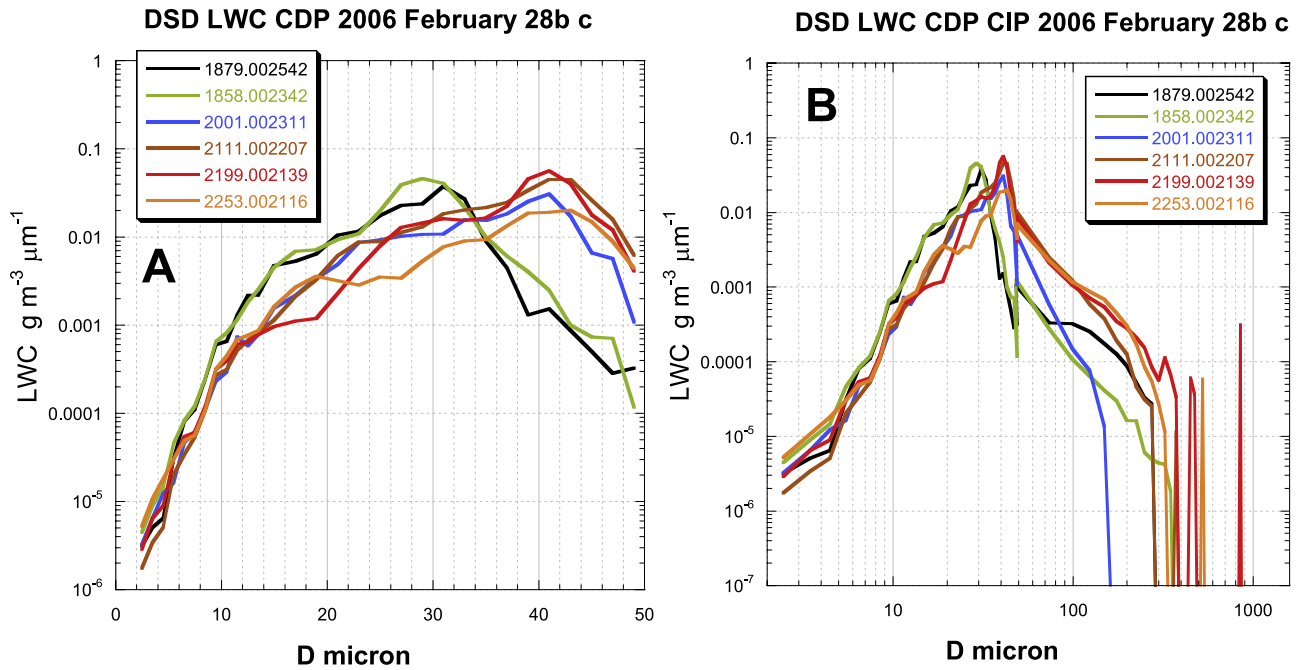 DSD LWC CDP 2006 February 28b c
1879.002542
1858.002342
2001.002311
2111.002207
2199.002139
2253.002116
A
LWC g m⁻³ µm⁻¹
1
0.1
0.01
0.001
0.0001
10⁻⁵
10⁻⁶
0 10 20 30 40 50
D micron
DSD LWC CDP CIP 2006 February 28b c
1879.002542
1858.002342
2001.002311
2111.002207
2199.002139
2253.002116
B
LWC g m⁻³ µm⁻¹
1
0.1
0.01
0.001
0.0001
10⁻⁵
10⁻⁶
10⁻⁷
10 100 1000
D micron